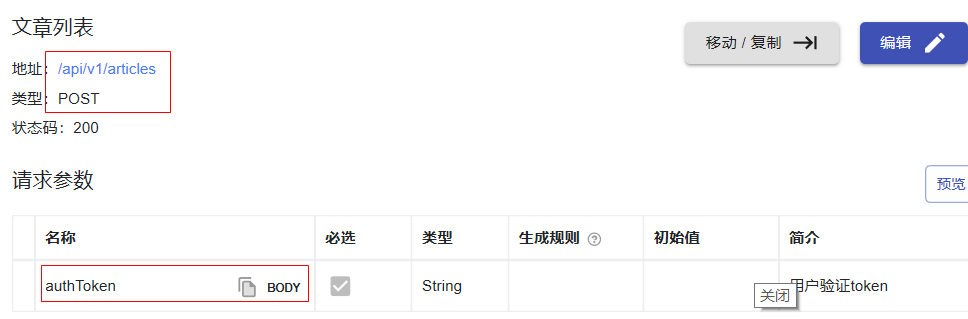 文章列表
移动 / 复制
编辑
地址：/api/v1/articles
类型：POST
状态码：200
请求参数
预览
名称 必选 类型 生成规则 ? 初始值 简介
authToken BODY String 用户验证token
关闭